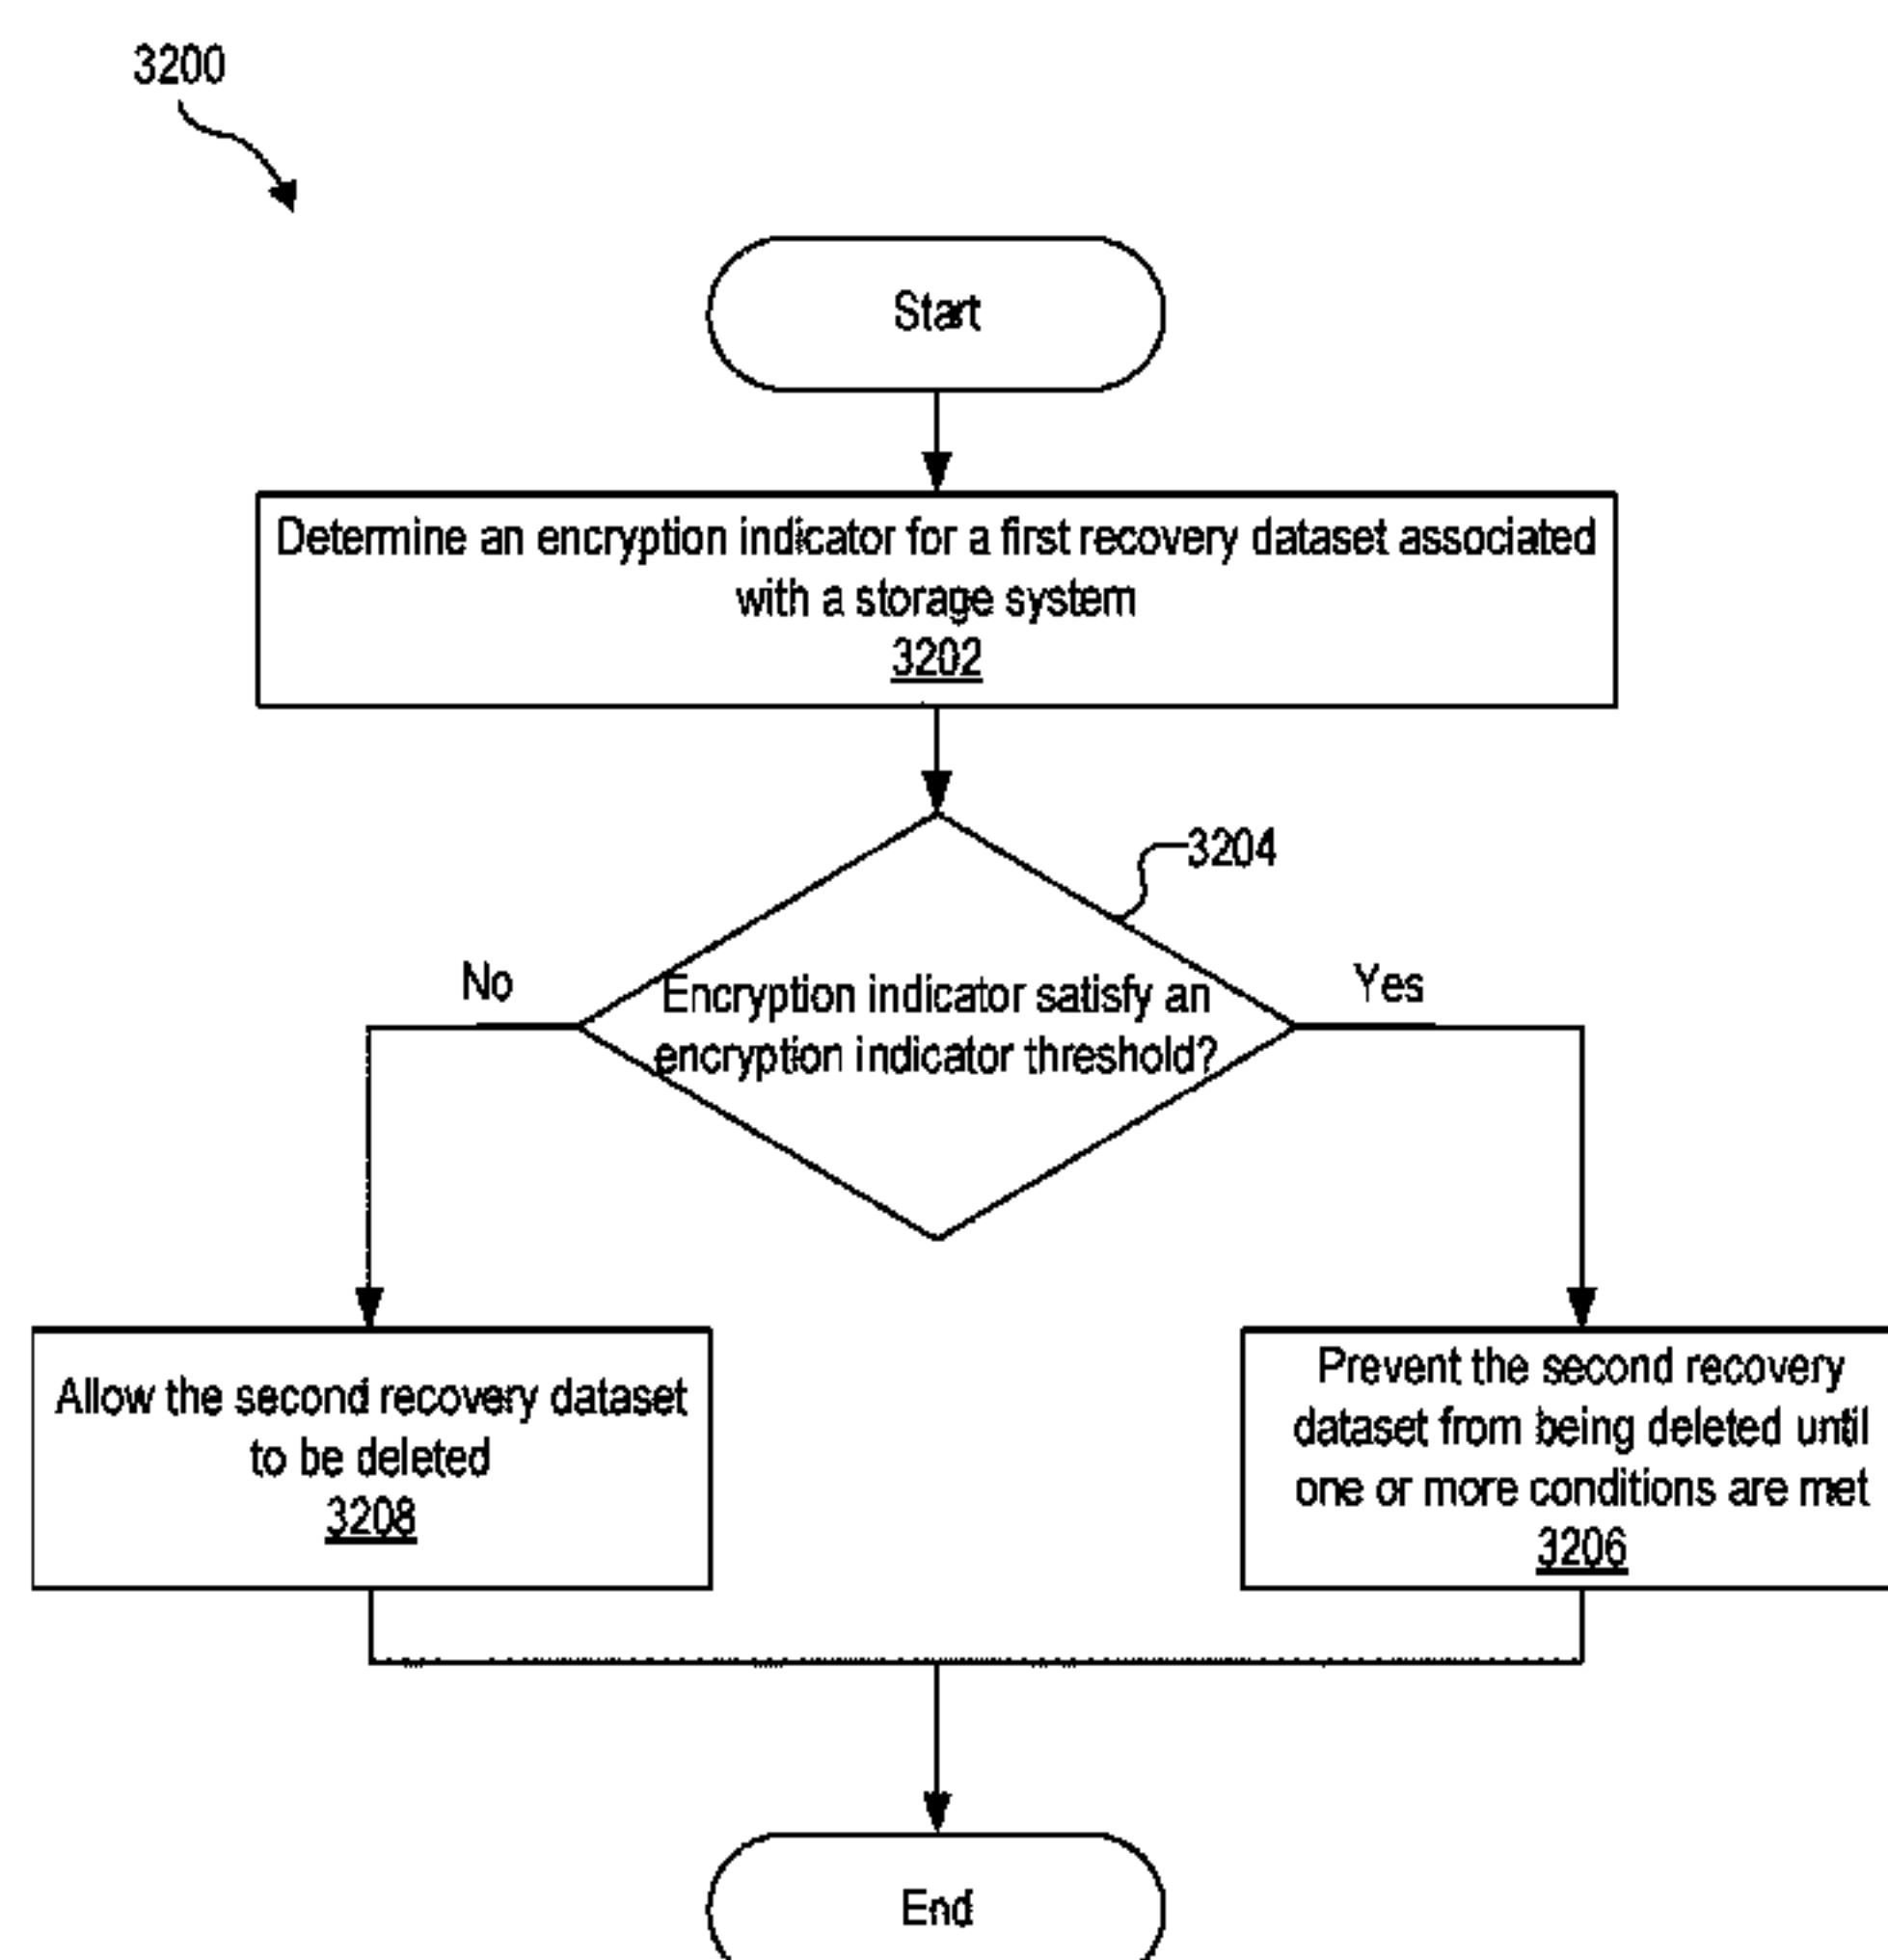 3200
Start
Determine an encryption indicator for a first recovery dataset associated
with a storage system
3202
3204
No
Yes
Encryption indicator satisfy an
encryption indicator threshold?
Allow the second recovery dataset
to be deleted
3208
Prevent the second recovery
dataset from being deleted until
one or more conditions are met
3206
End